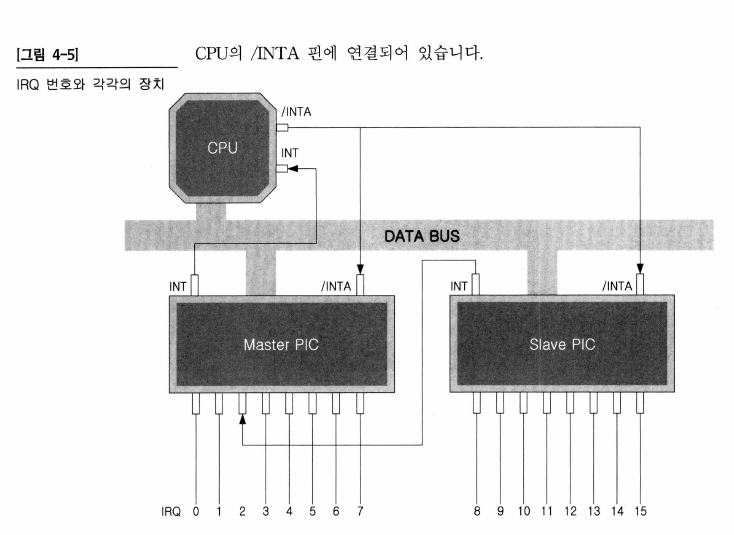 [그림 4-5]
CPU의 /INTA 핀에 연결되어 있습니다.
IRQ 번호와 각각의 장치
/INTA
CPU
INT
DATA BUS
INT
/INTA
INT
/INTA
Master PIC
Slave PIC
IRQ 0 1 2 3 4 5 6 7 8 9 10 11 12 13 14 15